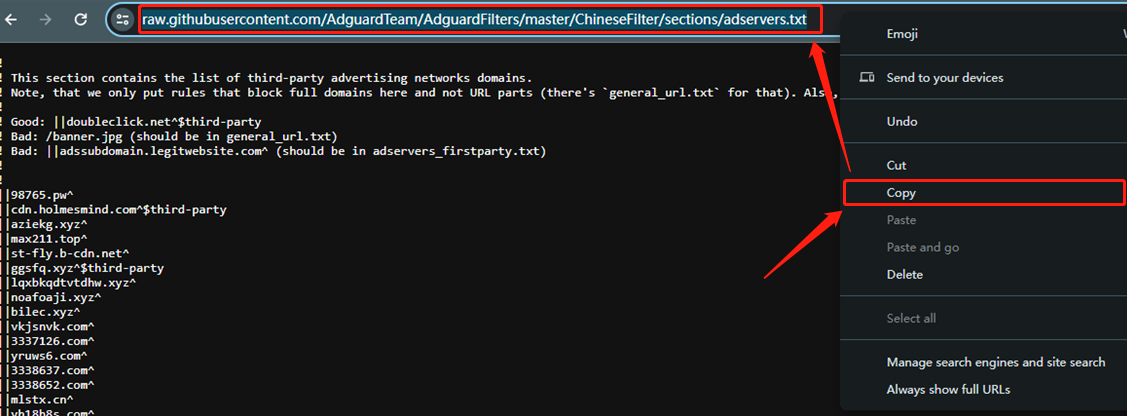 raw.githubusercontent.com/AdguardTeam/AdguardFilters/master/ChineseFilter/sections/adservers.txt
!
! This section contains the list of third-party advertising networks domains.
! Note, that we only put rules that block full domains here and not URL parts (there's `general_url.txt` for that). Also,
!
! Good: ||doubleclick.net^$third-party
! Bad: /banner.jpg (should be in general_url.txt)
! Bad: ||adssubdomain.legitwebsite.com^ (should be in adservers_firstparty.txt)
!
!
||98765.pw^
||cdn.holmesmind.com^$third-party
||aziekg.xyz^
||max211.top^
||st-fly.b-cdn.net^
||ggsfq.xyz^$third-party
||lqxbkqdtvtdhw.xyz^
||noafoaji.xyz^
||bilec.xyz^
||vkjsnvk.com^
||3337126.com^
||yruws6.com^
||3338637.com^
||3338652.com^
||mlstx.cn^
||yh18h8s.com^
Emoji
Send to your devices
Undo
Cut
Copy
Paste
Paste and go
Delete
Select all
Manage search engines and site search
Always show full URLs